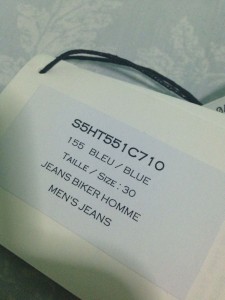 S5HT551C710
155 BLEU / BLUE
TAILLE / SIZE : 30
JEANS BIKER HOMME
MEN'S JEANS